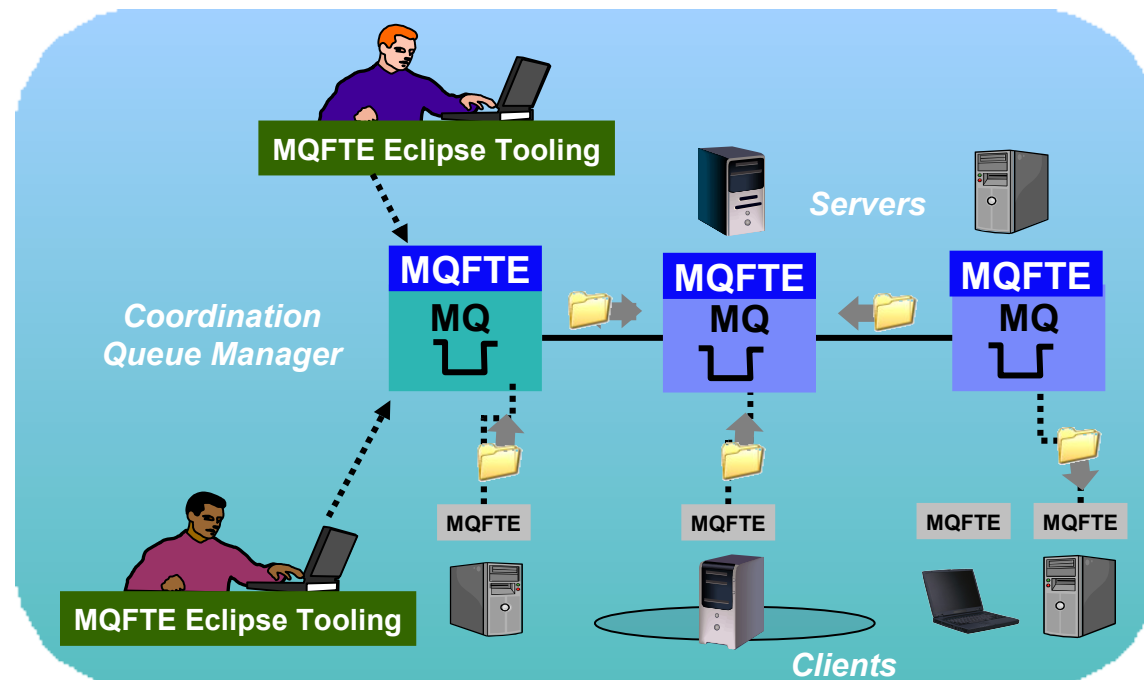 MQFTE Eclipse Tooling
Servers
MQFTE
MQFTE
MQFTE
MQ
MQ
MQ
Coordination
Queue Manager
MQFTE
MQFTE
MQFTE
MQFTE
MQFTE Eclipse Tooling
Clients